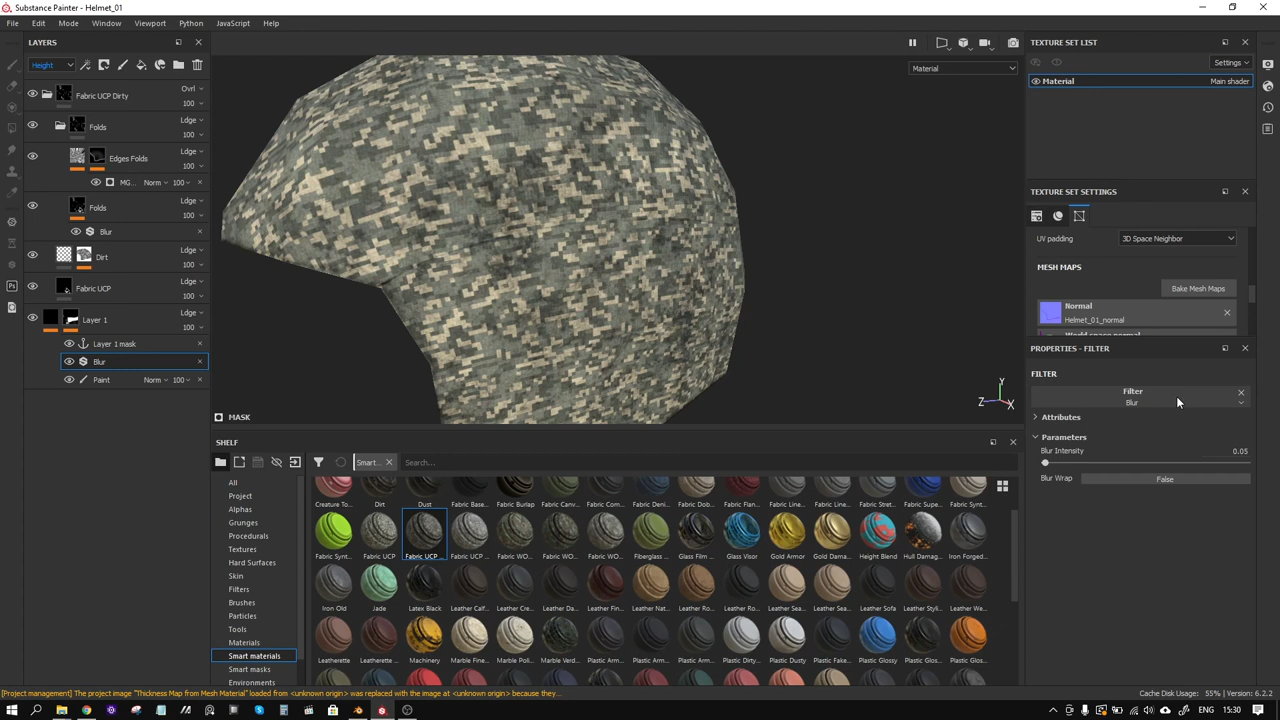 Substance Painter - Helmet_01
File Edit Mode Window Viewport Python JavaScript Help
LAYERS
Height
Fabric UCP Dirty
Ovrl
100
Folds
Ldge
100
Edges Folds
Ldge
100
MG... Norm 100
Folds
Ldge
100
Blur
Dirt
Ldge
100
Fabric UCP
Ldge
100
Layer 1
Ldge
100
Layer 1 mask
Blur
Paint Norm 100
Material
Y
Z
X
MASK
SHELF
Smart...
Search...
All
Project
Alphas
Grunges
Procedurals
Textures
Hard Surfaces
Skin
Filters
Brushes
Particles
Tools
Materials
Smart materials
Smart masks
Environments
Creature To... Dirt Dust Fabric Base... Fabric Burlap Fabric Canv... Fabric Com... Fabric Deni... Fabric Dob... Fabric Flan... Fabric Line... Fabric Line... Fabric Stret... Fabric Supe... Fabric Synt...
Fabric Synt... Fabric UCP Fabric UCP ... Fabric UCP ... Fabric WO... Fabric WO... Fabric WO... Fiberglass ... Glass Film ... Glass Visor Gold Armor Gold Dama... Height Blend Hull Damag... Iron Forged...
Iron Old Jade Latex Black Leather Calf... Leather Cre... Leather Da... Leather Fin... Leather Nat... Leather Ro... Leather Ro... Leather Sea... Leather Sea... Leather Sofa Leather Styli... Leather We...
Leatherette Leatherette ... Machinery Marble Fine... Marble Poli... Marble Verd... Plastic Arm... Plastic Arm... Plastic Arm... Plastic Dirty... Plastic Dusty Plastic Fake... Plastic Glossy Plastic Glos... Plastic Glos...
TEXTURE SET LIST
Settings
Material
Main shader
TEXTURE SET SETTINGS
UV padding
3D Space Neighbor
MESH MAPS
Bake Mesh Maps
Normal
Helmet_01_normal
PROPERTIES - FILTER
FILTER
Filter
Blur
Attributes
Parameters
Blur Intensity
0.05
Blur Wrap
False
[Project management] The project image "Thickness Map from Mesh Material" loaded from <unknown origin> was replaced with the image at <unknown origin> because they...
Cache Disk Usage: 55% | Version: 6.2.2
ENG
15:30